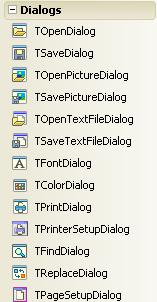 Dialogs
TOpenDialog
TSaveDialog
TOpenPictureDialog
TSavePictureDialog
TOpenTextFileDialog
TSaveTextFileDialog
TFontDialog
TColorDialog
TPrintDialog
TPrinterSetupDialog
TFindDialog
TReplaceDialog
TPageSetupDialog